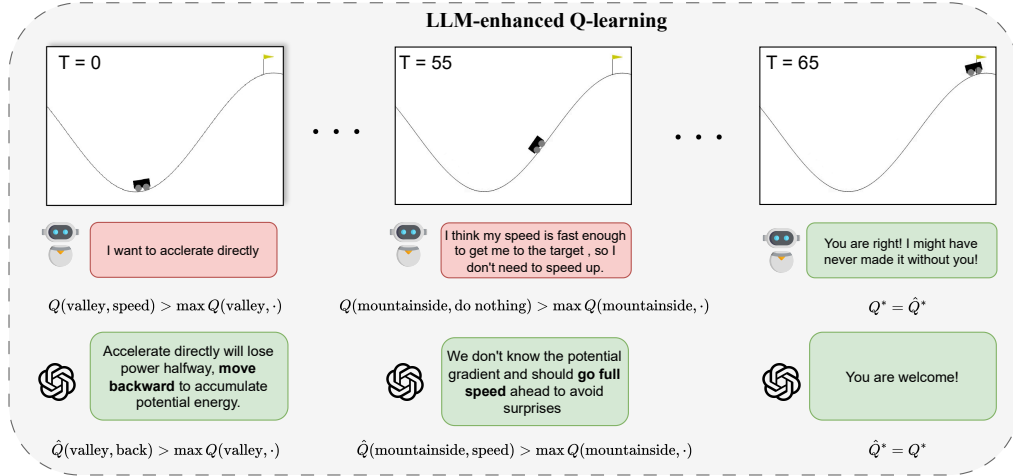 LLM-enhanced Q-learning
T = 0
T = 55
T = 65
I want to acclerate directly
I think my speed is fast enough
to get me to the target , so I
don't need to speed up.
You are right! I might have
never made it without you!
Q(valley, speed) > max Q(valley, ·)
Q(mountainside, do nothing) > max Q(mountainside, ·)
Q* = Q̂*
Accelerate directly will lose
power halfway, move
backward to accumulate
potential energy.
We don't know the potential
gradient and should go full
speed ahead to avoid
surprises
You are welcome!
Q̂(valley, back) > max Q(valley, ·)
Q̂(mountainside, speed) > max Q(mountainside, ·)
Q̂* = Q*